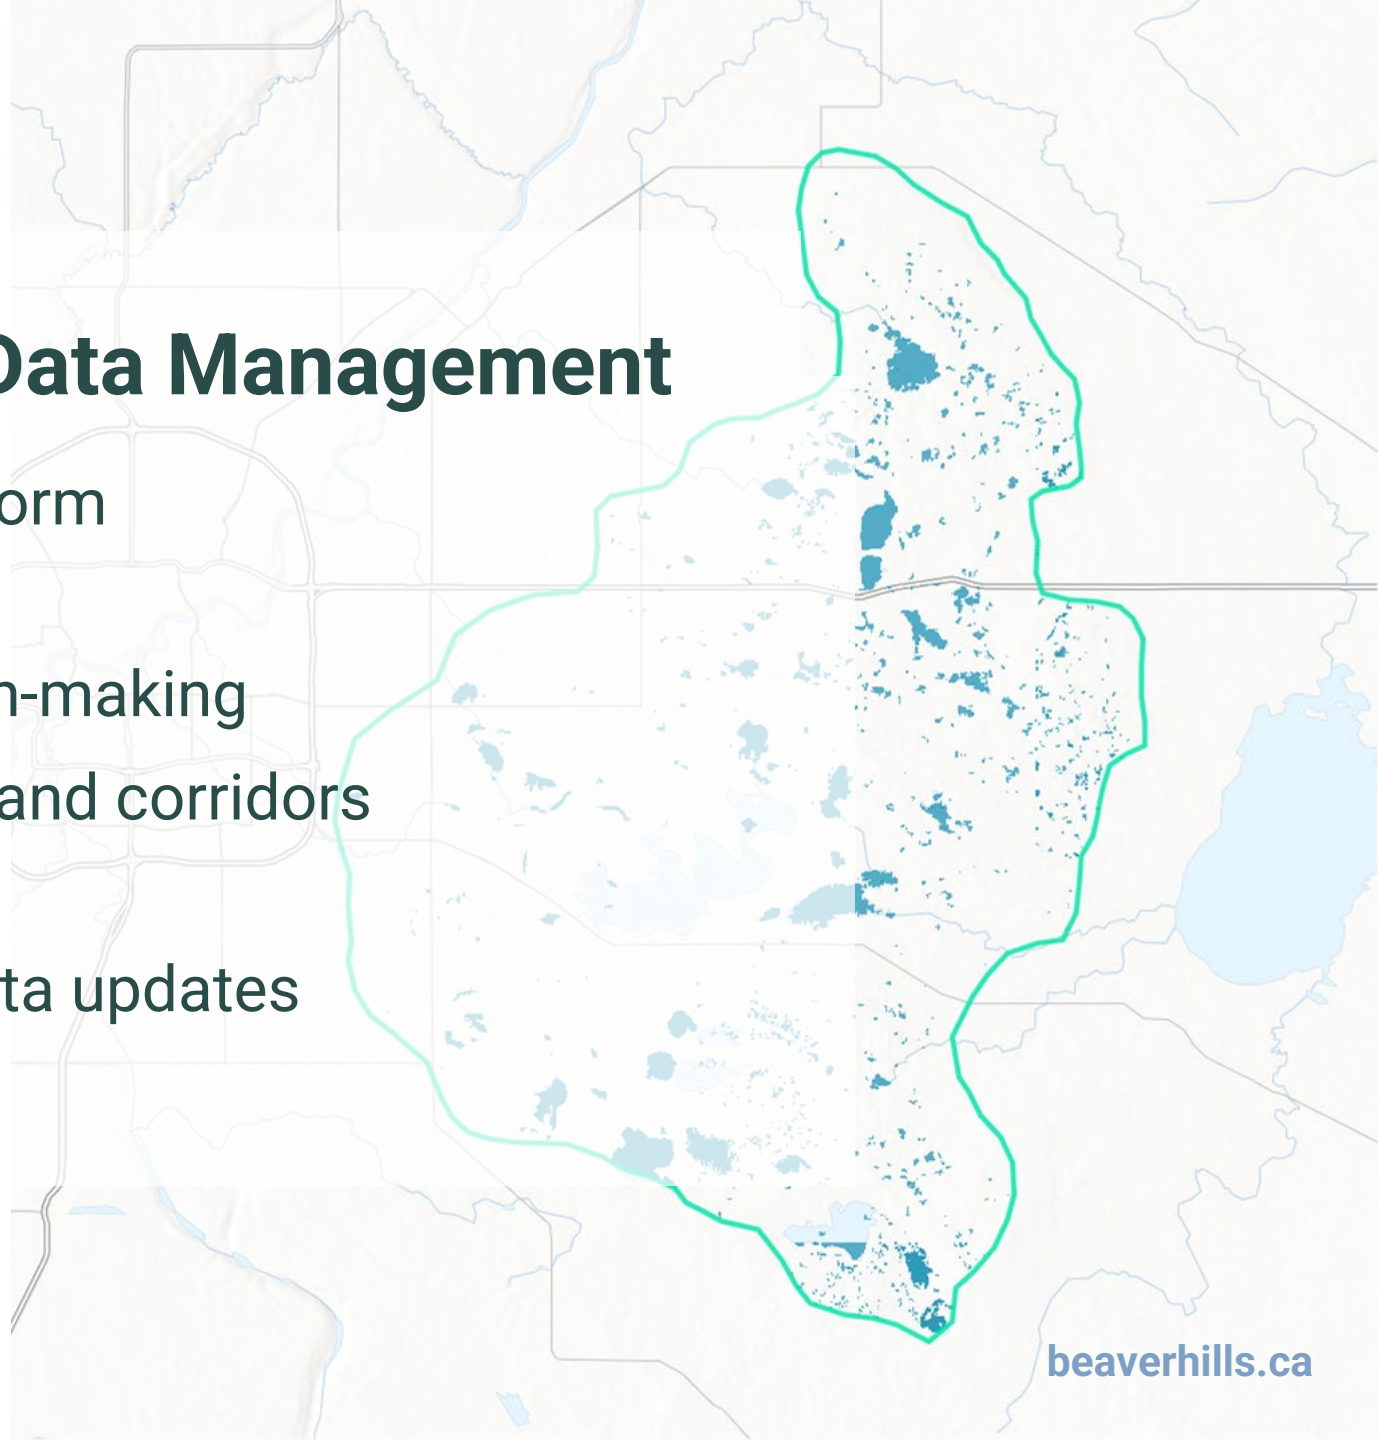 Data Management
orm
n-making
and corridors
ta updates
beaverhills.ca